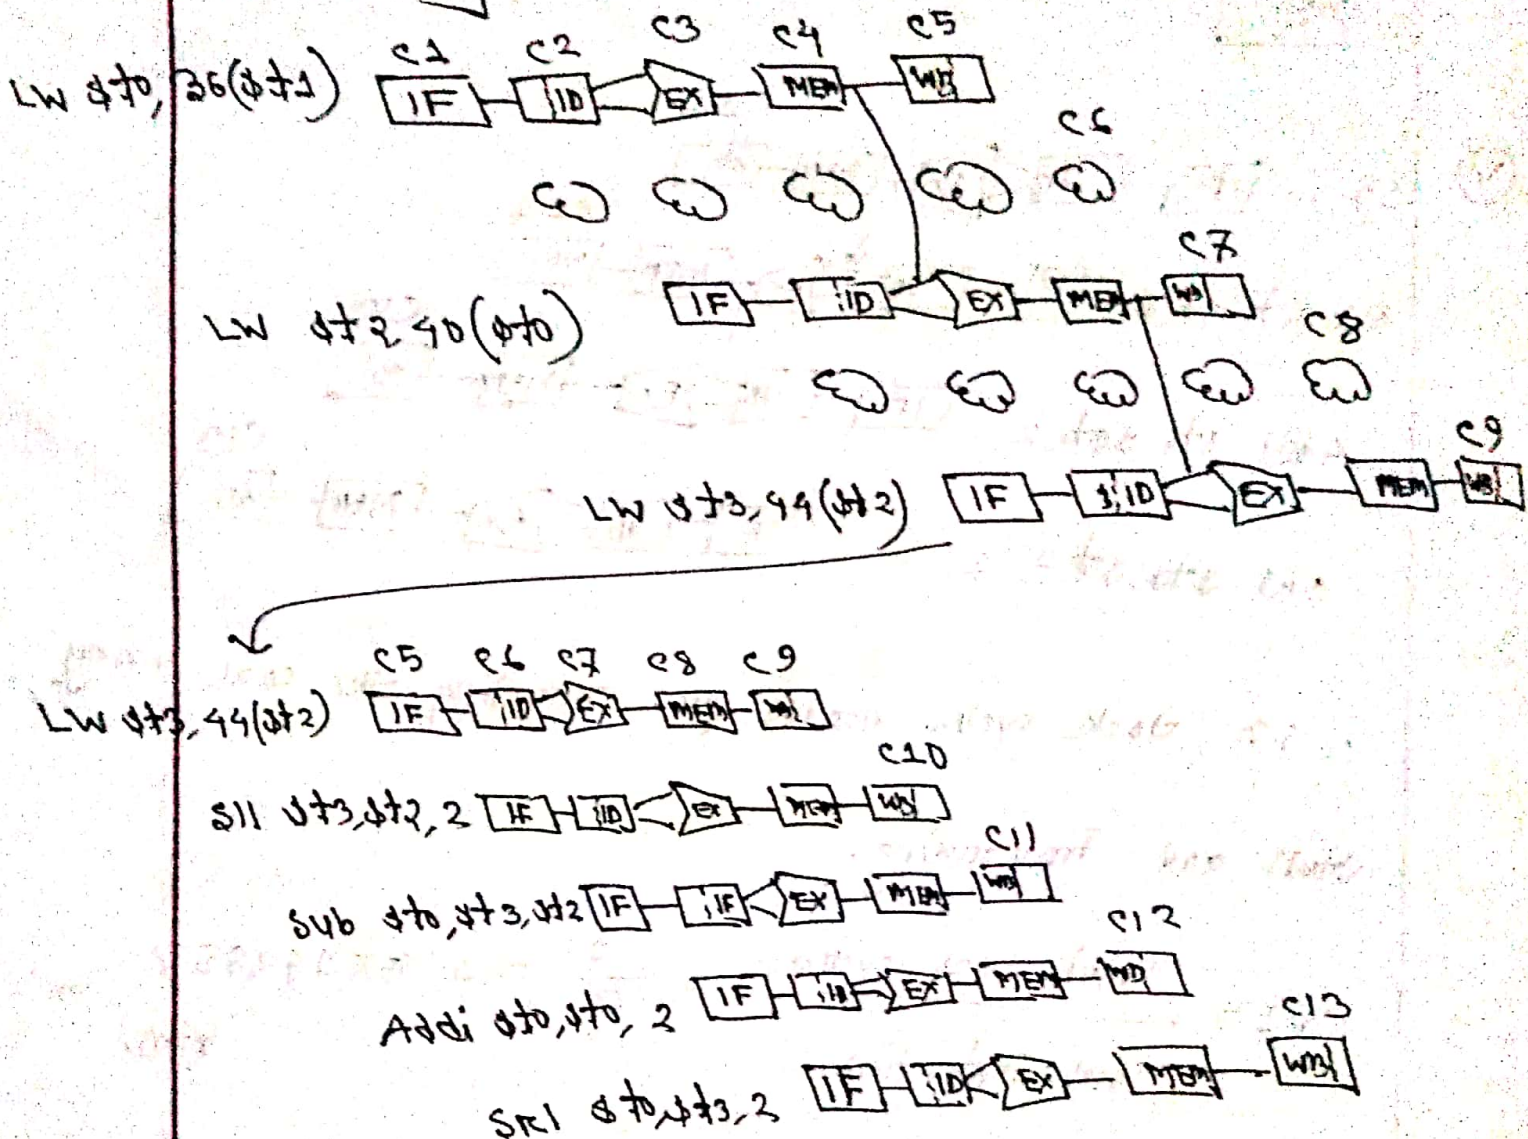 C1 C2 C3 C4 C5
LW $t0, 36($t1) IF ID EX MEM WB
C6
C7
LW $t2 40($t0) IF ID EX MEM WB
C8
C9
LW $t3, 44($t2) IF ID EX MEM WB
C5 C6 C7 C8 C9
LW $t3, 44($t2) IF ID EX MEM WB
C10
Sll $t3,$t2,2 IF ID EX MEM WB
C11
Sub $t0,$t3,$t2 IF IF EX MEM WB
C12
Addi $t0,$t0, 2 IF ID EX MEM WB
C13
Srl $t0,$t3,2 IF ID EX MEM WB